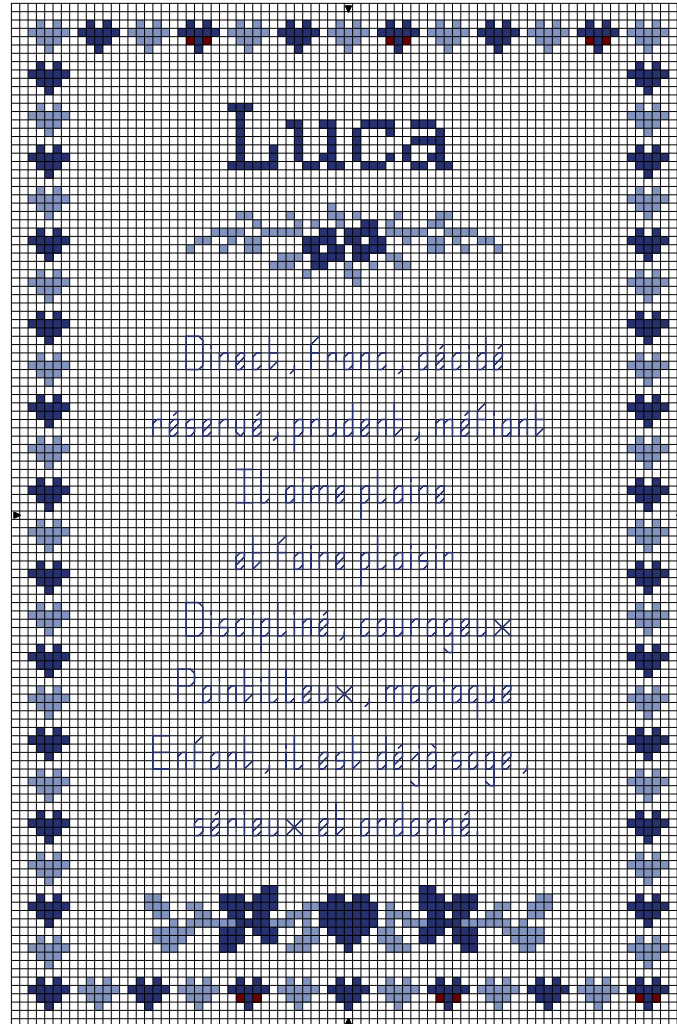 Luca
Direct, franc, décidé
réservé, prudent, méfiant
Il aime plaire
et faire plaisir
Discipliné, courageux
Pointilleux, maniaque
Enfant, il est déjà sage,
sérieux et ordonné